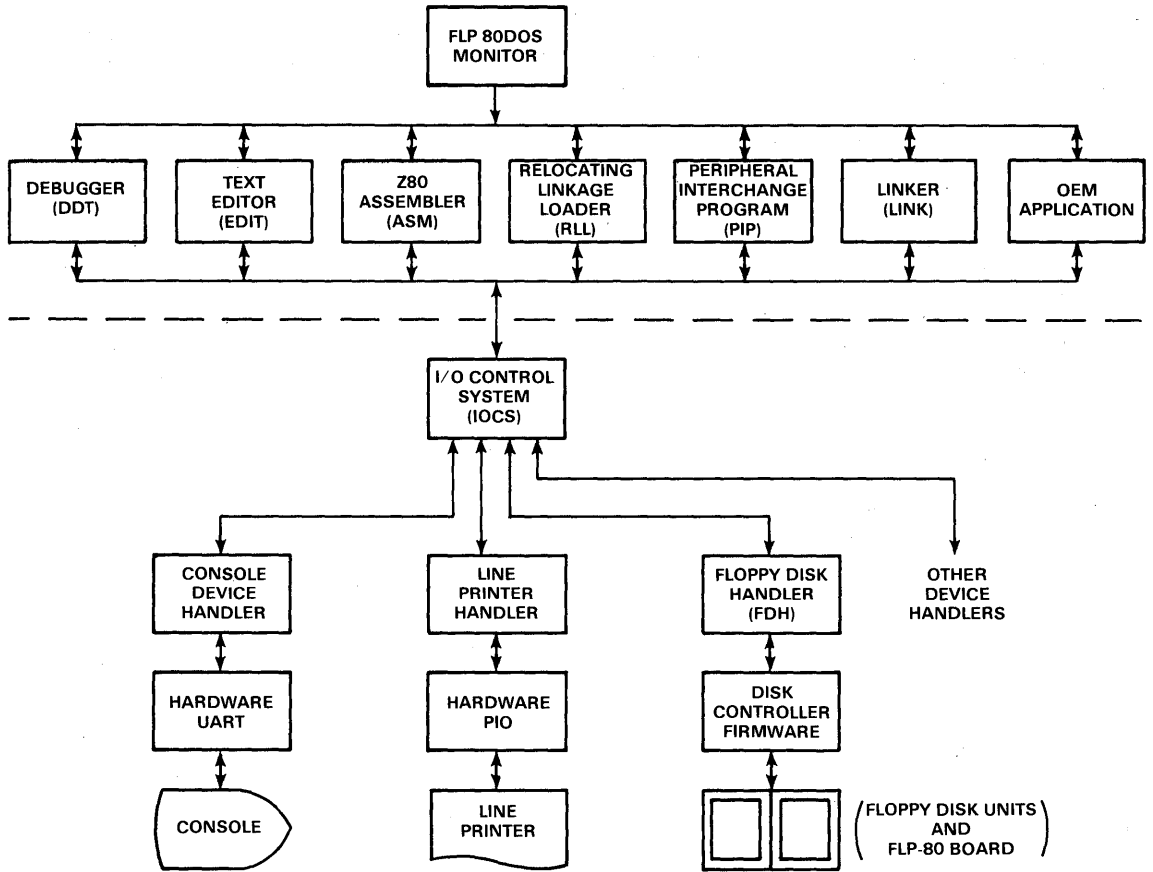 FLP 80DOS
MONITOR
DEBUGGER
(DDT)
TEXT
EDITOR
(EDIT)
Z80
ASSEMBLER
(ASM)
RELOCATING
LINKAGE
LOADER
(RLL)
PERIPHERAL
INTERCHANGE
PROGRAM
(PIP)
LINKER
(LINK)
OEM
APPLICATION
I/O CONTROL
SYSTEM
(IOCS)
CONSOLE
DEVICE
HANDLER
LINE
PRINTER
HANDLER
FLOPPY DISK
HANDLER
(FDH)
OTHER
DEVICE
HANDLERS
HARDWARE
UART
HARDWARE
PIO
DISK
CONTROLLER
FIRMWARE
CONSOLE
LINE
PRINTER
(FLOPPY DISK UNITS
AND
FLP-80 BOARD)